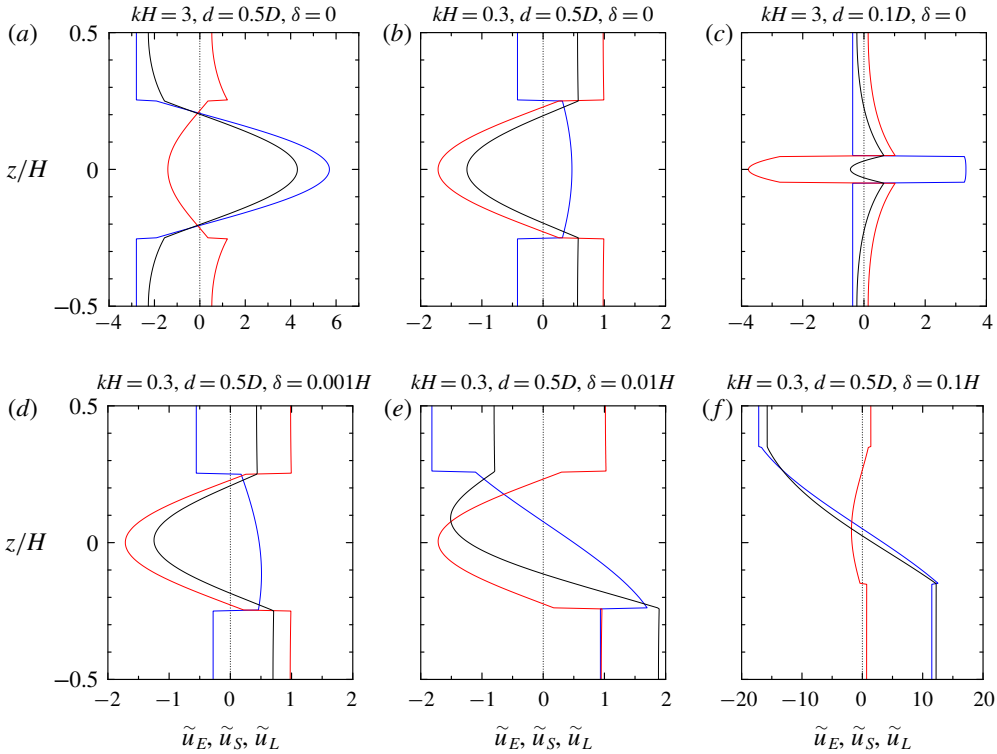 kH = 3, d = 0.5D, δ = 0
kH = 0.3, d = 0.5D, δ = 0
kH = 3, d = 0.1D, δ = 0
(a)
(b)
(c)
0.5
0.5
0.5
z/H
0
0
0
−0.5
−0.5
−0.5
−4 −2 0 2 4 6
−2 −1 0 1 2
−4 −2 0 2 4
kH = 0.3, d = 0.5D, δ = 0.001H
kH = 0.3, d = 0.5D, δ = 0.01H
kH = 0.3, d = 0.5D, δ = 0.1H
(d)
(e)
(f)
0.5
0.5
0.5
z/H
0
0
0
−0.5
−0.5
−0.5
−2 −1 0 1 2
−2 −1 0 1 2
−20 −10 0 10 20
ũ_E, ũ_S, ũ_L
ũ_E, ũ_S, ũ_L
ũ_E, ũ_S, ũ_L